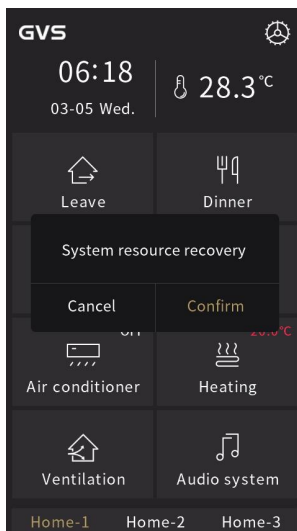 GVS
06:18
03-05 Wed.
28.3°C
Leave
Dinner
System resource recovery
Cancel
Confirm
Air conditioner
Heating
Ventilation
Audio system
Home-1
Home-2
Home-3